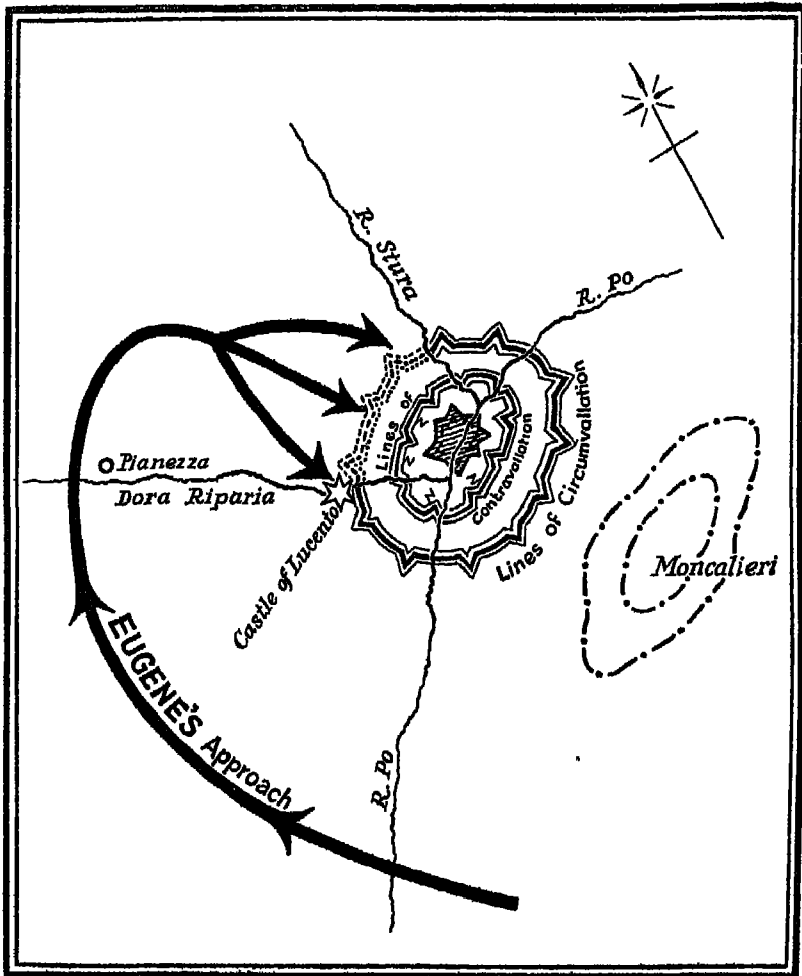 R. Stura
R. Po
Lines of
Contravallation
Lines of Circumvallation
Pianezza
Dora Riparia
Castle of Lucento
Moncalieri
EUGENE'S Approach
R. Po